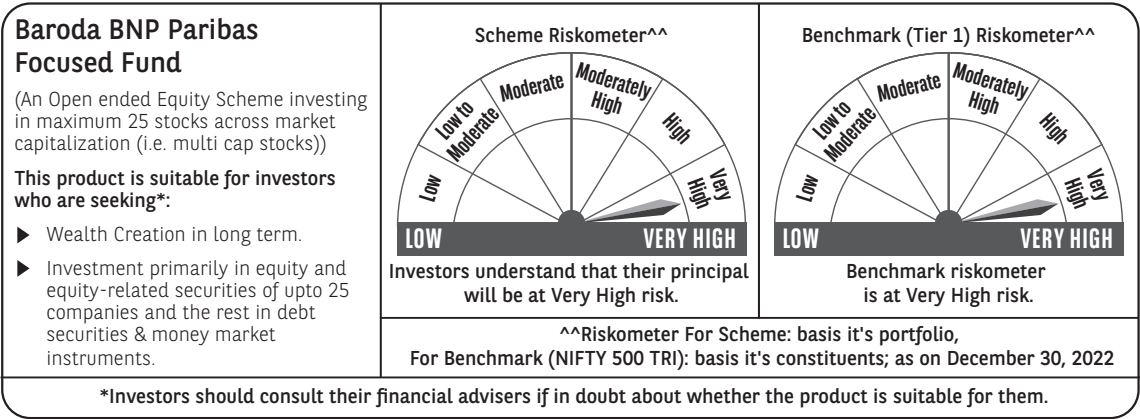 Baroda BNP Paribas
Focused Fund
(An Open ended Equity Scheme investing
in maximum 25 stocks across market
capitalization (i.e. multi cap stocks))
This product is suitable for investors
who are seeking*:
▶ Wealth Creation in long term.
▶ Investment primarily in equity and
equity-related securities of upto 25
companies and the rest in debt
securities & money market
instruments.
Scheme Riskometer^^
Low
Low to
Moderate
Moderate
Moderately
High
High
Very
High
LOW
VERY HIGH
Investors understand that their principal
will be at Very High risk.
Benchmark (Tier 1) Riskometer^^
Low
Low to
Moderate
Moderate
Moderately
High
High
Very
High
LOW
VERY HIGH
Benchmark riskometer
is at Very High risk.
^^Riskometer For Scheme: basis it's portfolio,
For Benchmark (NIFTY 500 TRI): basis it's constituents; as on December 30, 2022
*Investors should consult their financial advisers if in doubt about whether the product is suitable for them.